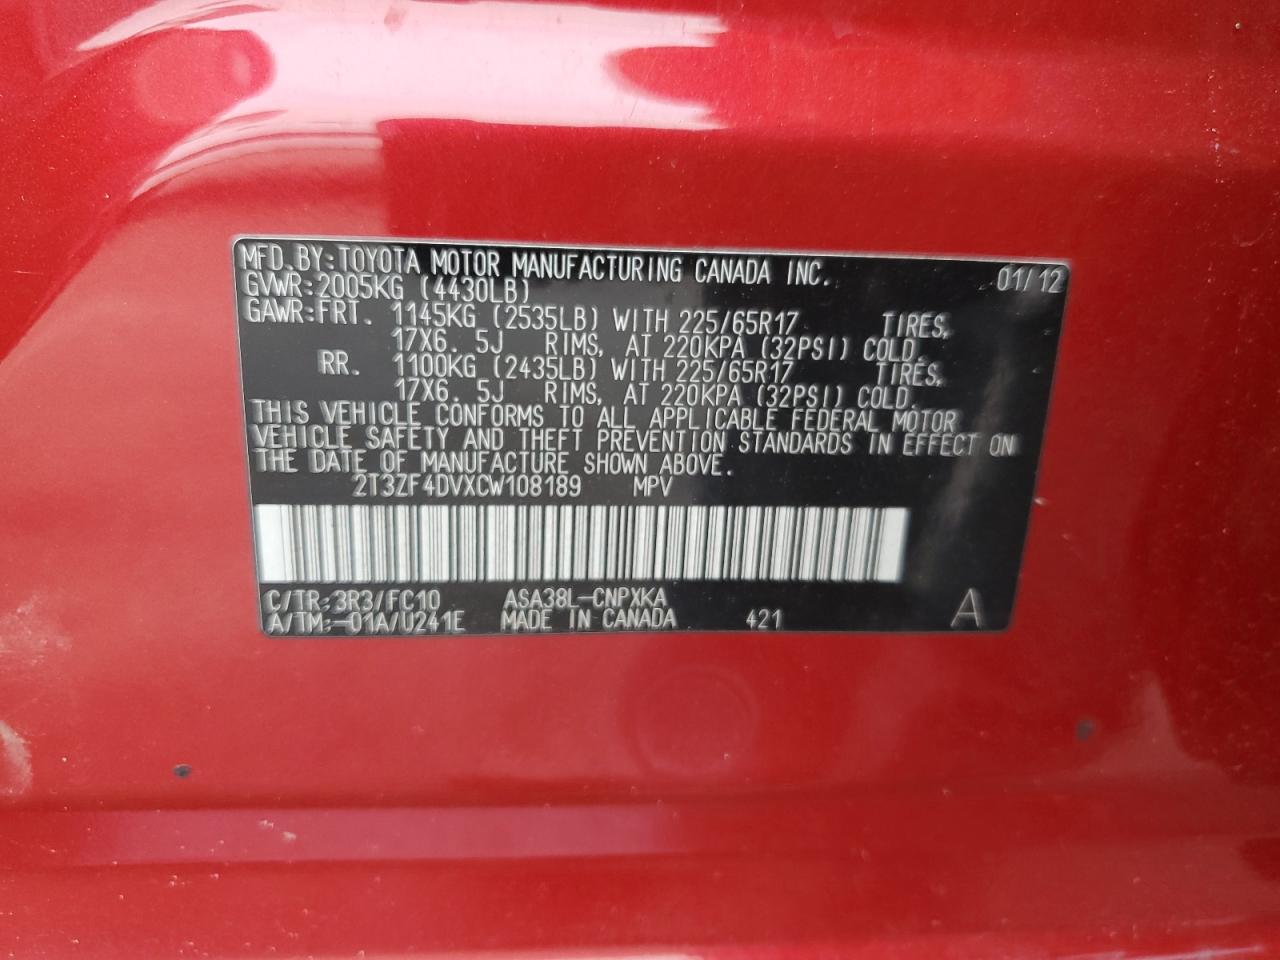 MFD. BY: TOYOTA MOTOR MANUFACTURING CANADA INC. 01/12
GVWR: 2005KG (4430LB)
GAWR: FRT. 1145KG (2535LB) WITH 225/65R17 TIRES,
17X6. 5J RIMS, AT 220KPA (32PSI) COLD.
RR. 1100KG (2435LB) WITH 225/65R17 TIRES,
17X6. 5J RIMS, AT 220KPA (32PSI) COLD.
THIS VEHICLE CONFORMS TO ALL APPLICABLE FEDERAL MOTOR
VEHICLE SAFETY AND THEFT PREVENTION STANDARDS IN EFFECT ON
THE DATE OF MANUFACTURE SHOWN ABOVE.
2T3ZF4DVXCW108189 MPV
C/TR: 3R3/FC10 ASA38L-CNPXKA
A/TM: -01A/U241E MADE IN CANADA 421 A